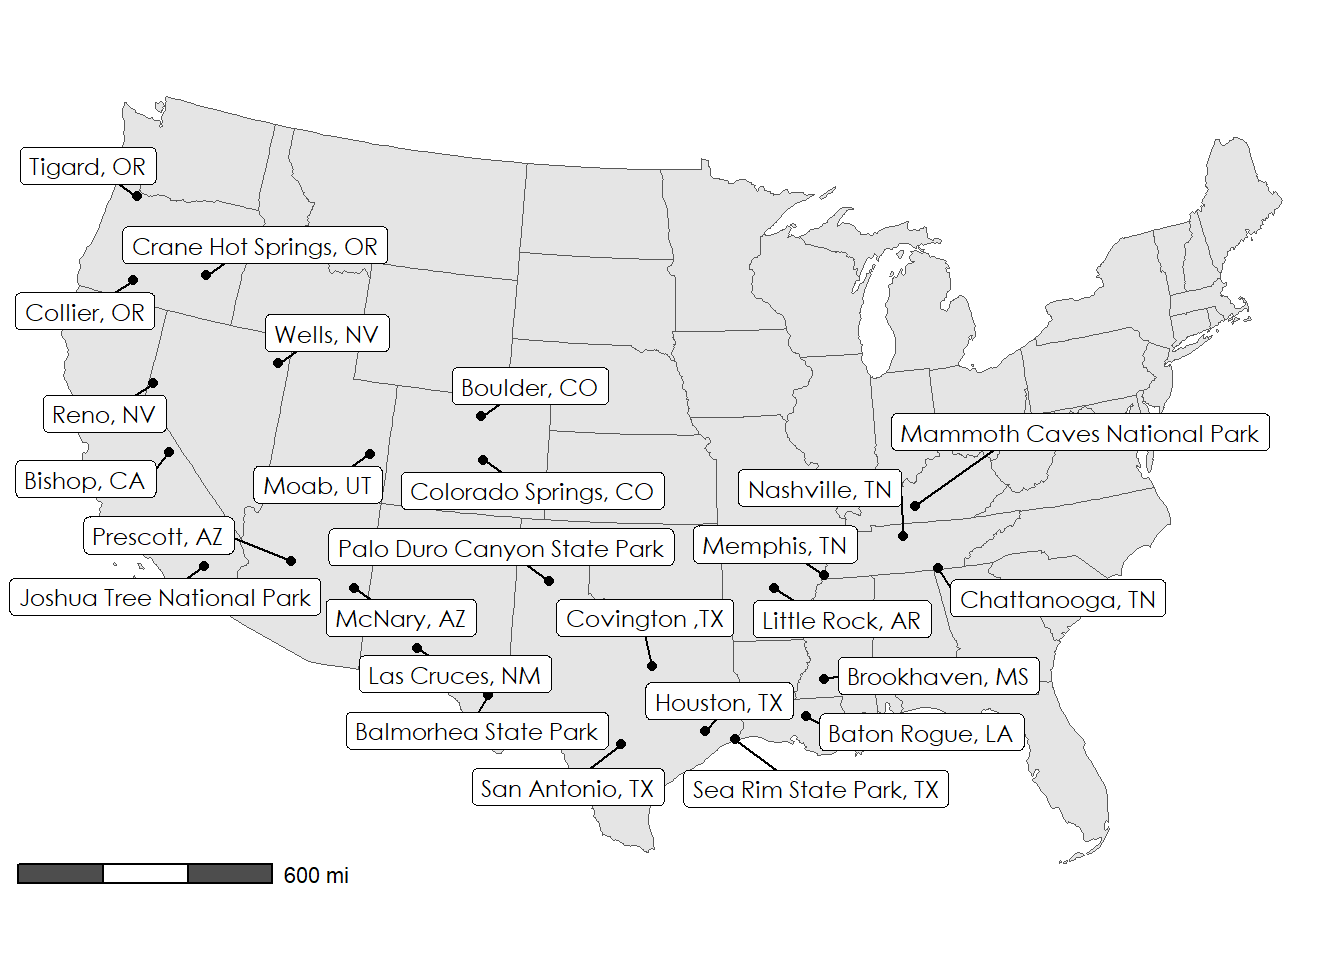 Tigard, OR
Crane Hot Springs, OR
Collier, OR
Wells, NV
Boulder, CO
Reno, NV
Mammoth Caves National Park
Bishop, CA
Moab, UT
Colorado Springs, CO
Nashville, TN
Prescott, AZ
Palo Duro Canyon State Park
Memphis, TN
Joshua Tree National Park
Chattanooga, TN
McNary, AZ
Covington ,TX
Little Rock, AR
Las Cruces, NM
Brookhaven, MS
Houston, TX
Balmorhea State Park
Baton Rogue, LA
San Antonio, TX
Sea Rim State Park, TX
600 mi